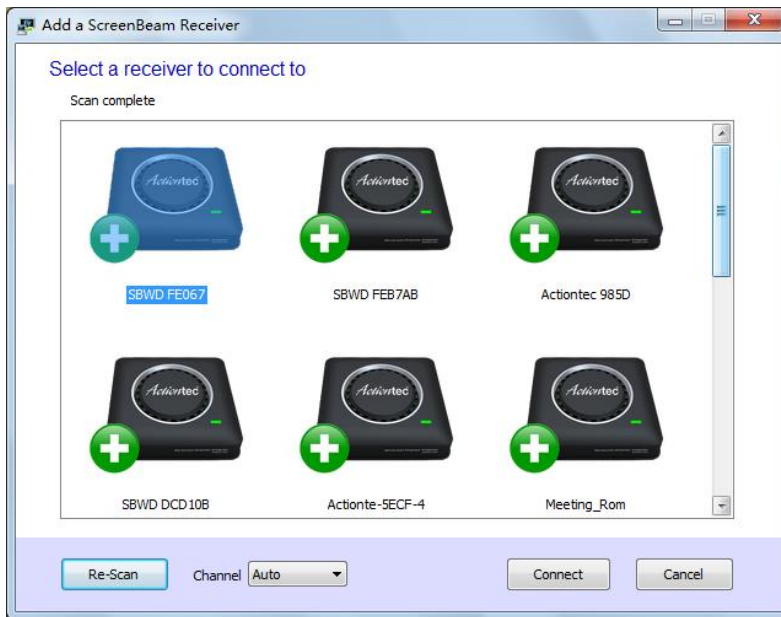 Add a ScreenBeam Receiver
Select a receiver to connect to
Scan complete
Actiontec Actiontec Actiontec
SBWD FE067 SBWD FEB7AB Actiontec 985D
Actiontec Actiontec Actiontec
SBWD DCD10B Actionte-5ECF-4 Meeting_Rom
Re-Scan Channel Auto Connect Cancel